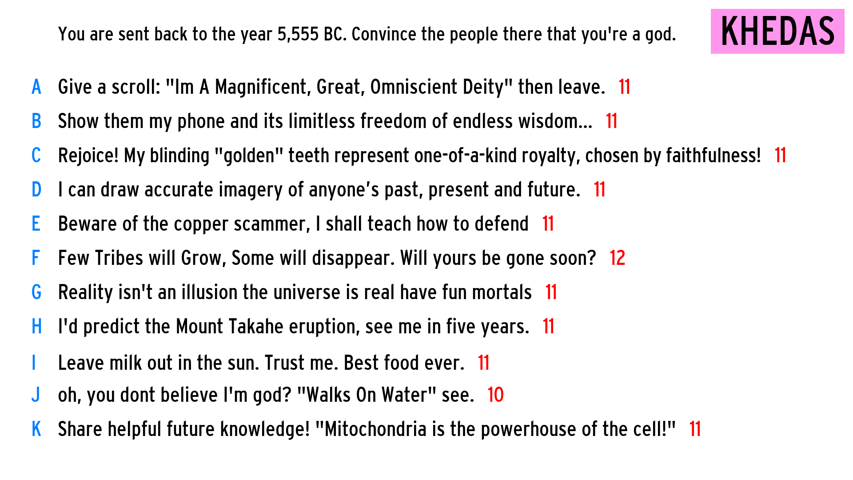 You are sent back to the year 5,555 BC. Convince the people there that you're a god.
KHEDAS
A Give a scroll: "Im A Magnificent, Great, Omniscient Deity" then leave. 11
B Show them my phone and its limitless freedom of endless wisdom... 11
C Rejoice! My blinding "golden" teeth represent one-of-a-kind royalty, chosen by faithfulness! 11
D I can draw accurate imagery of anyone’s past, present and future. 11
E Beware of the copper scammer, I shall teach how to defend 11
F Few Tribes will Grow, Some will disappear. Will yours be gone soon? 12
G Reality isn't an illusion the universe is real have fun mortals 11
H I'd predict the Mount Takahe eruption, see me in five years. 11
I Leave milk out in the sun. Trust me. Best food ever. 11
J oh, you dont believe I'm god? "Walks On Water" see. 10
K Share helpful future knowledge! "Mitochondria is the powerhouse of the cell!" 11